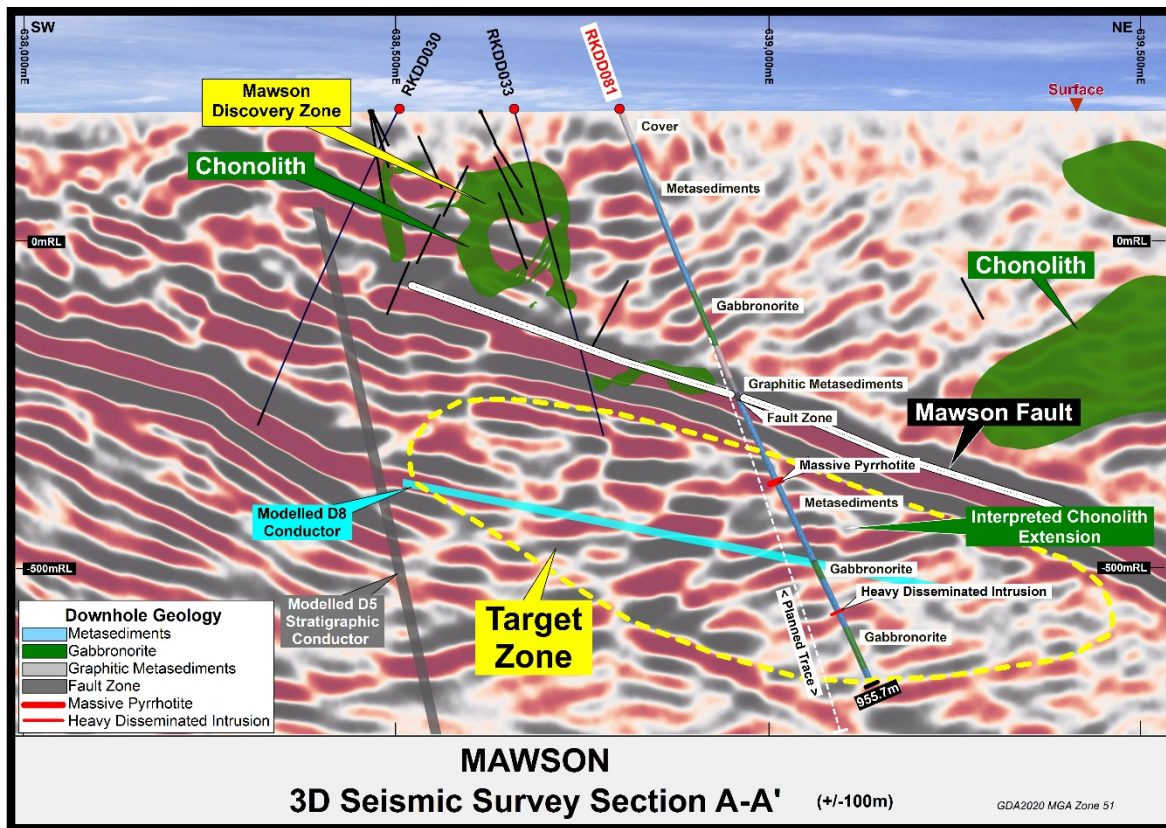 SW
NE
638,000mE
638,500mE
RKDD030
RKDD033
RKDD081
639,000mE
639,500mE
Surface
Mawson
Discovery Zone
Cover
Chonolith
Metasediments
0mRL
0mRL
Chonolith
Gabbronorite
Graphitic Metasediments
Fault Zone
Mawson Fault
Massive Pyrrhotite
Metasediments
Modelled D8
Conductor
Interpreted Chonolith
Extension
-500mRL
-500mRL
Gabbronorite
Heavy Disseminated Intrusion
Modelled D5
Stratigraphic
Conductor
Target
Zone
< Planned Trace >
Gabbronorite
955.7m
Downhole Geology
Metasediments
Gabbronorite
Graphitic Metasediments
Fault Zone
Massive Pyrrhotite
Heavy Disseminated Intrusion
MAWSON
3D Seismic Survey Section A-A' (+/-100m)
GDA2020 MGA Zone 51